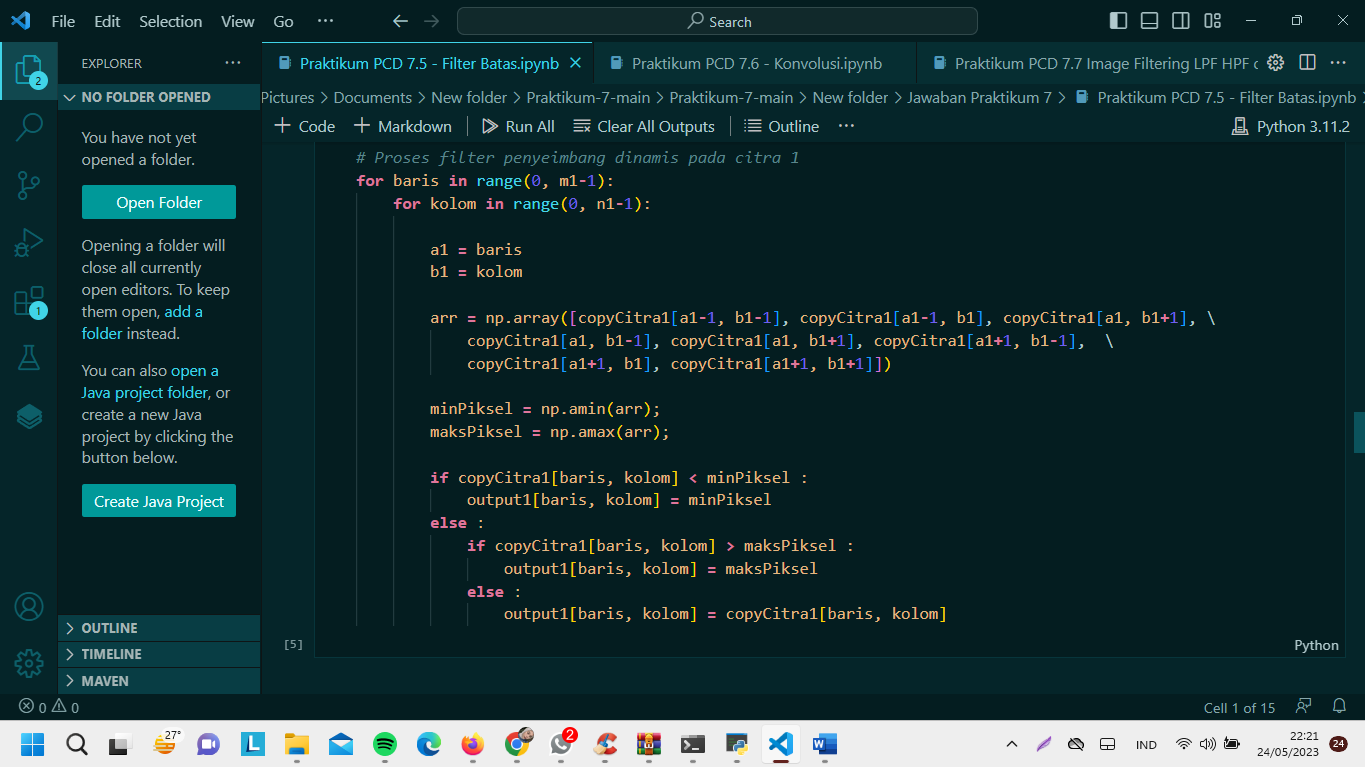 File Edit Selection View Go ··· Search
EXPLORER ···
NO FOLDER OPENED
You have not yet
opened a folder.
Open Folder
Opening a folder will
close all currently
open editors. To keep
them open, add a
folder instead.
You can also open a
Java project folder, or
create a new Java
project by clicking the
button below.
Create Java Project
OUTLINE
TIMELINE
MAVEN
2
1
Praktikum PCD 7.5 - Filter Batas.ipynb Praktikum PCD 7.6 - Konvolusi.ipynb Praktikum PCD 7.7 Image Filtering LPF HPF
Pictures > Documents > New folder > Praktikum-7-main > Praktikum-7-main > New folder > Jawaban Praktikum 7 > Praktikum PCD 7.5 - Filter Batas.ipynb
+ Code + Markdown Run All Clear All Outputs Outline ··· Python 3.11.2
# Proses filter penyeimbang dinamis pada citra 1
for baris in range(0, m1-1):
for kolom in range(0, n1-1):
a1 = baris
b1 = kolom
arr = np.array([copyCitra1[a1-1, b1-1], copyCitra1[a1-1, b1], copyCitra1[a1, b1+1], \
copyCitra1[a1, b1-1], copyCitra1[a1, b1+1], copyCitra1[a1+1, b1-1],  \
copyCitra1[a1+1, b1], copyCitra1[a1+1, b1+1]])
minPiksel = np.amin(arr);
maksPiksel = np.amax(arr);
if copyCitra1[baris, kolom] < minPiksel :
output1[baris, kolom] = minPiksel
else :
if copyCitra1[baris, kolom] > maksPiksel :
output1[baris, kolom] = maksPiksel
else :
output1[baris, kolom] = copyCitra1[baris, kolom]
[5] Python
0 0 Cell 1 of 15
27° L 2 W IND 22:21
24/05/2023 24